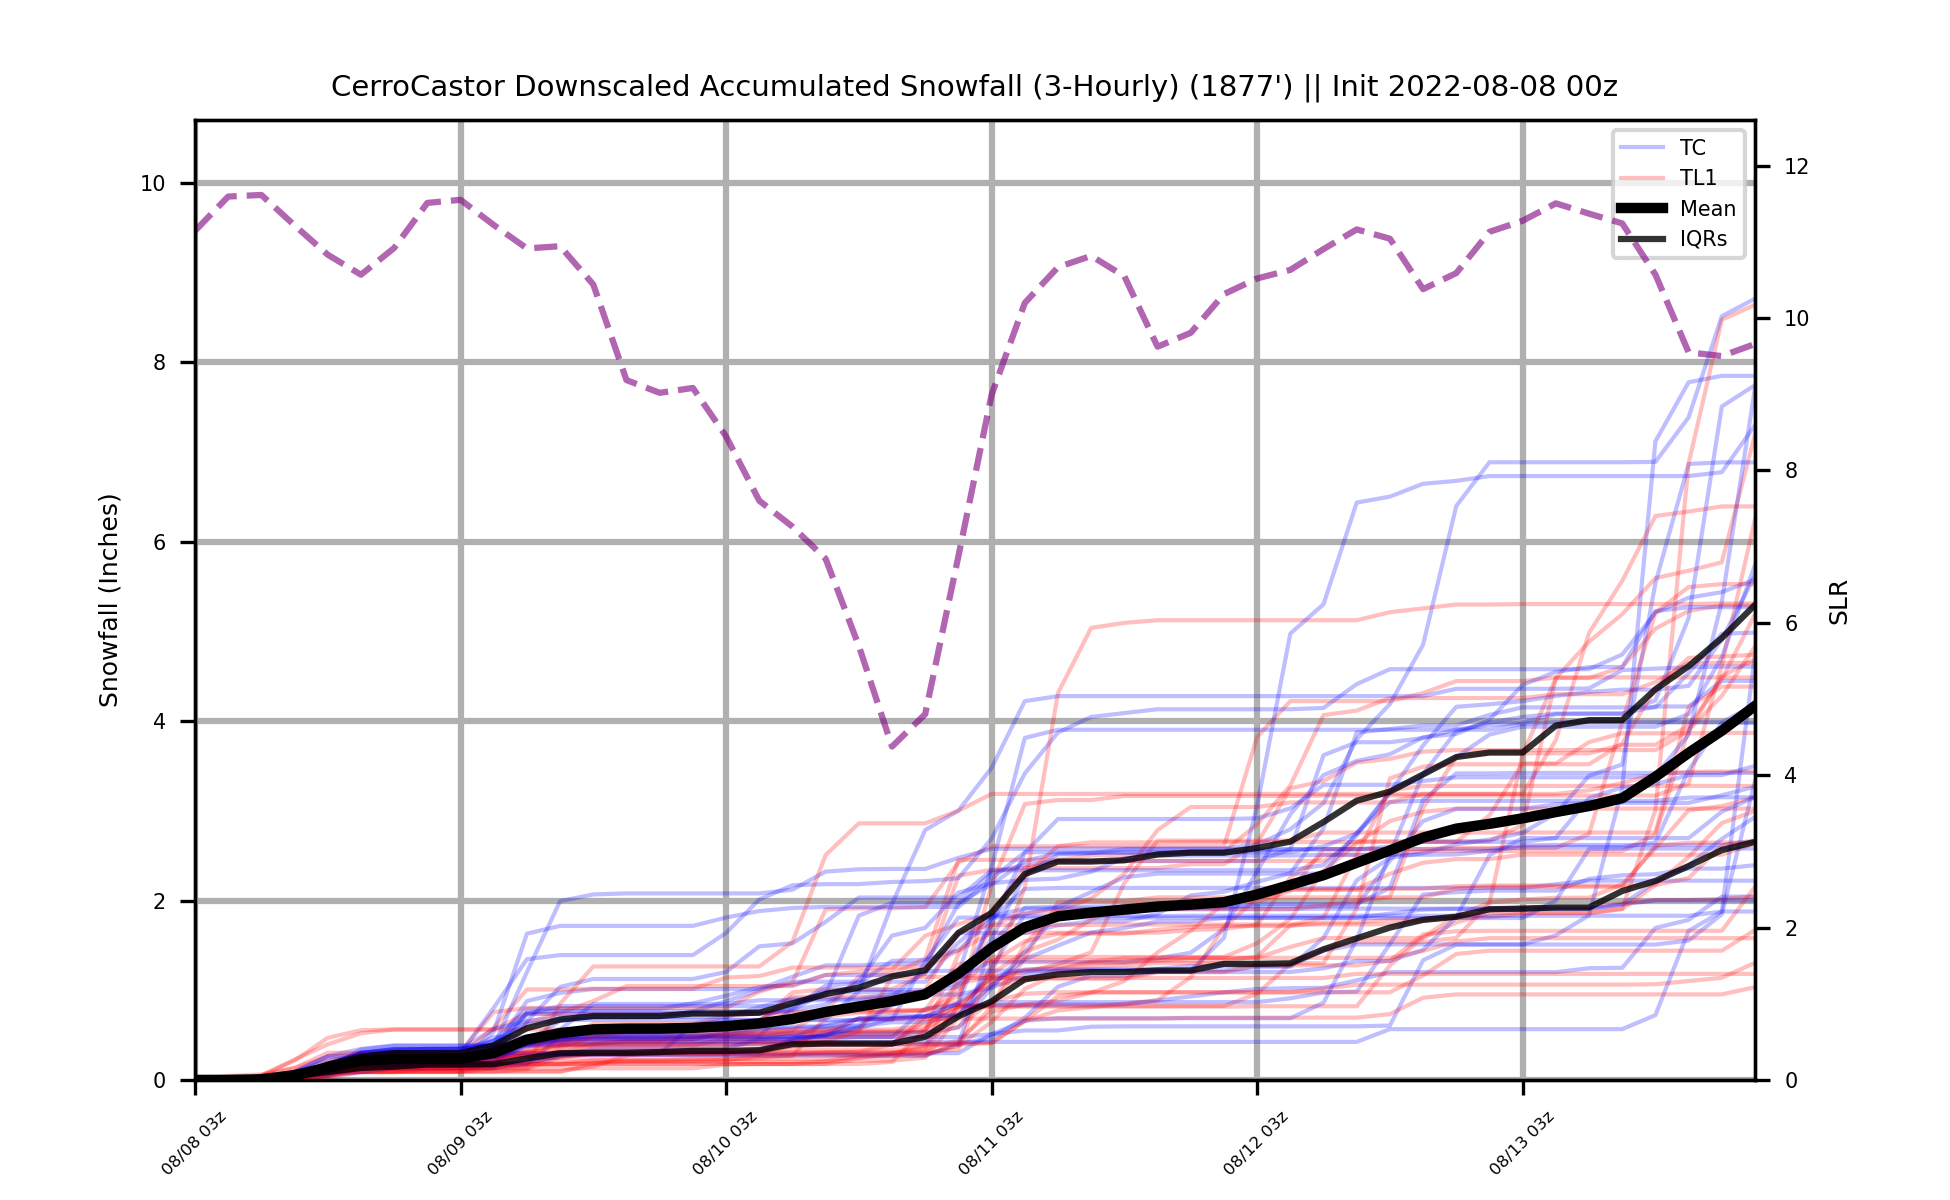 CerroCastor Downscaled Accumulated Snowfall (3-Hourly) (1877') || Init 2022-08-08 00z
TC
TL1
Mean
IQRs
Snowfall (Inches)
10
8
6
4
2
0
SLR
12
10
8
6
4
2
0
08/08 03z
08/09 03z
08/10 03z
08/11 03z
08/12 03z
08/13 03z